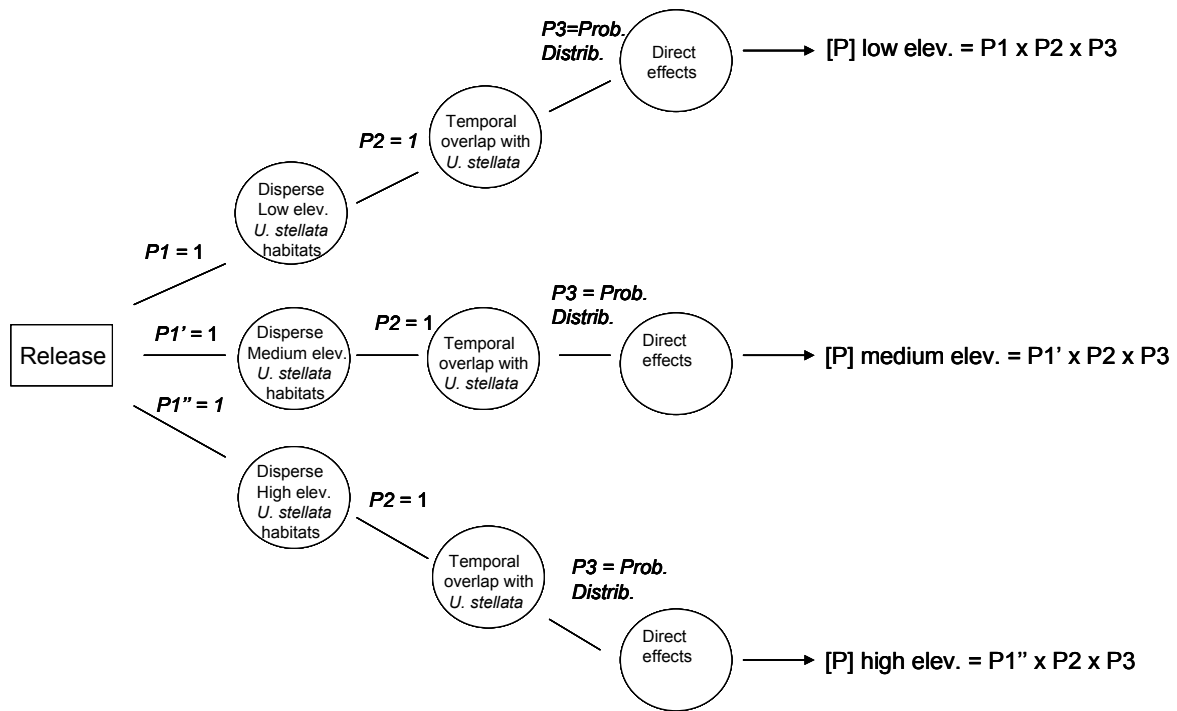 P3=Prob.
Distrib.
Direct
effects
[P] low elev. = P1 x P2 x P3
P2 = 1
Temporal
overlap with
U. stellata
P1 = 1
Disperse
Low elev.
U. stellata
habitats
Release
P1’ = 1
Disperse
Medium elev.
U. stellata
habitats
P2 = 1
Temporal
overlap with
U. stellata
P3 = Prob.
Distrib.
Direct
effects
[P] medium elev. = P1’ x P2 x P3
P1” = 1
Disperse
High elev.
U. stellata
habitats
P2 = 1
Temporal
overlap with
U. stellata
P3 = Prob.
Distrib.
Direct
effects
[P] high elev. = P1” x P2 x P3